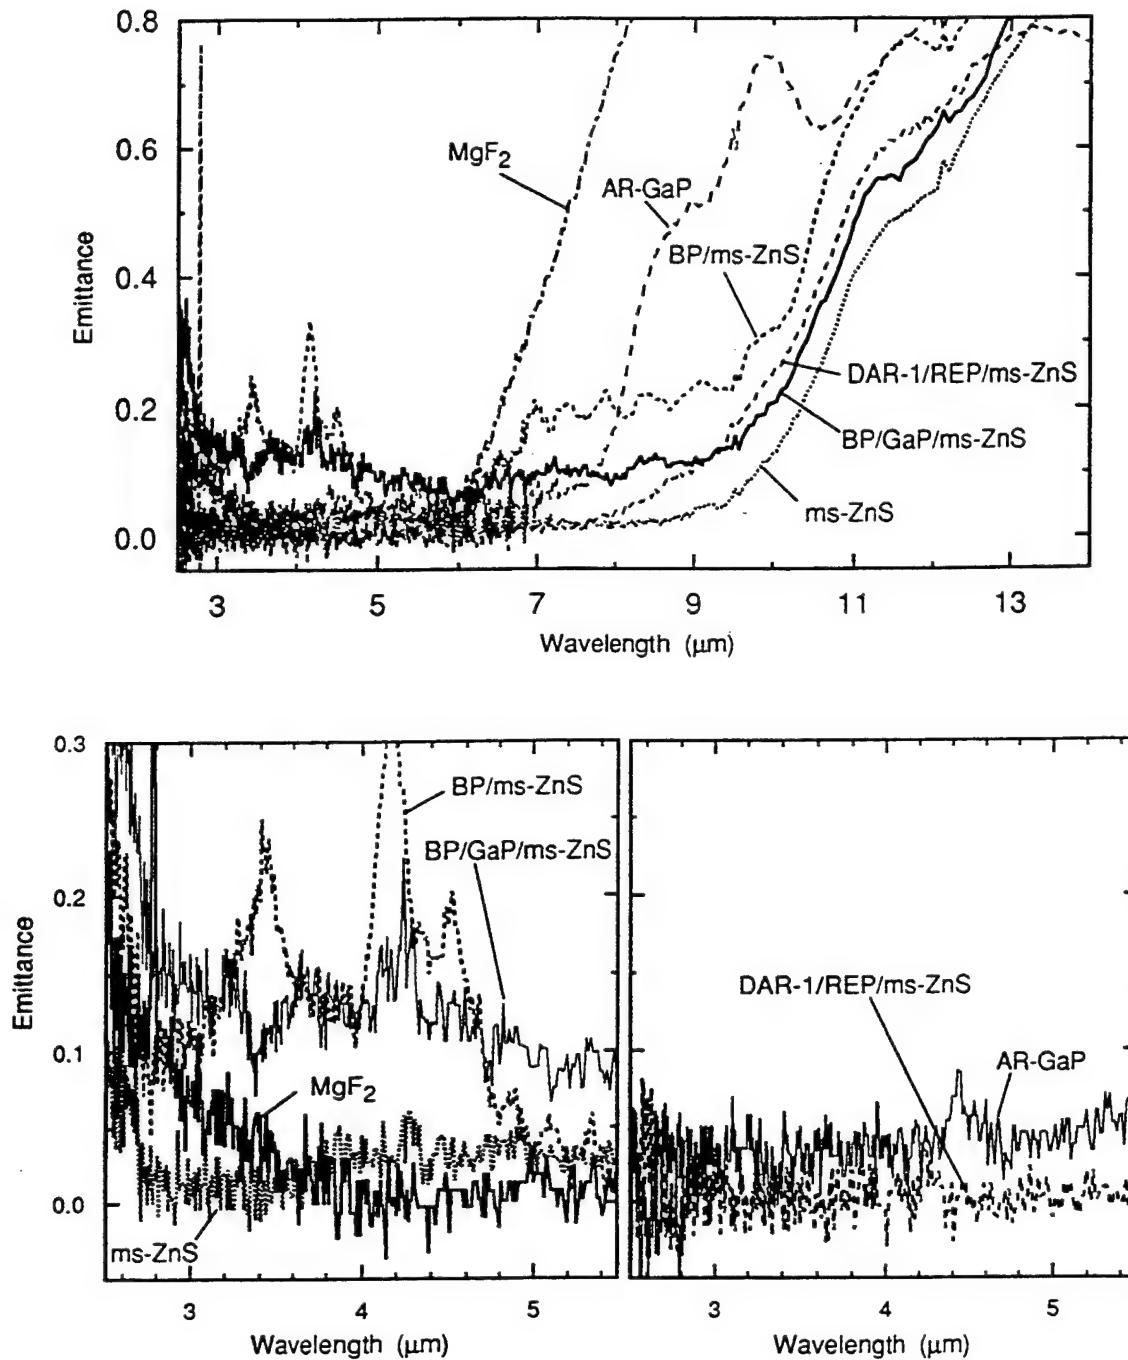 0.8
0.6
0.4
0.2
0.0
Emittance
MgF2
AR-GaP
BP/ms-ZnS
DAR-1/REP/ms-ZnS
BP/GaP/ms-ZnS
ms-ZnS
3 5 7 9 11 13
Wavelength (μm)
0.3
0.2
0.1
0.0
Emittance
BP/ms-ZnS
BP/GaP/ms-ZnS
MgF2
ms-ZnS
3 4 5
Wavelength (μm)
DAR-1/REP/ms-ZnS
AR-GaP
3 4 5
Wavelength (μm)